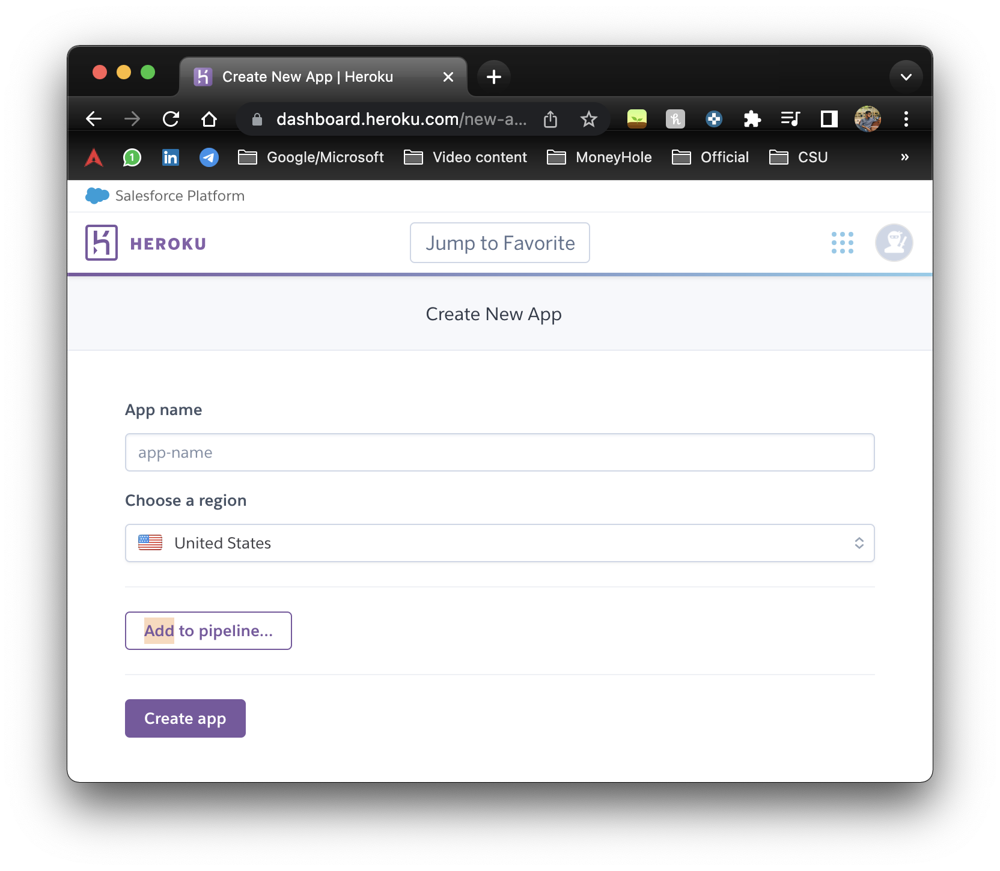 Create New App | Heroku
dashboard.heroku.com/new-a...
1
in
Google/Microsoft
Video content
MoneyHole
Official
CSU
»
Salesforce Platform
HEROKU
Jump to Favorite
Create New App
App name
app-name
Choose a region
United States
Add to pipeline...
Create app